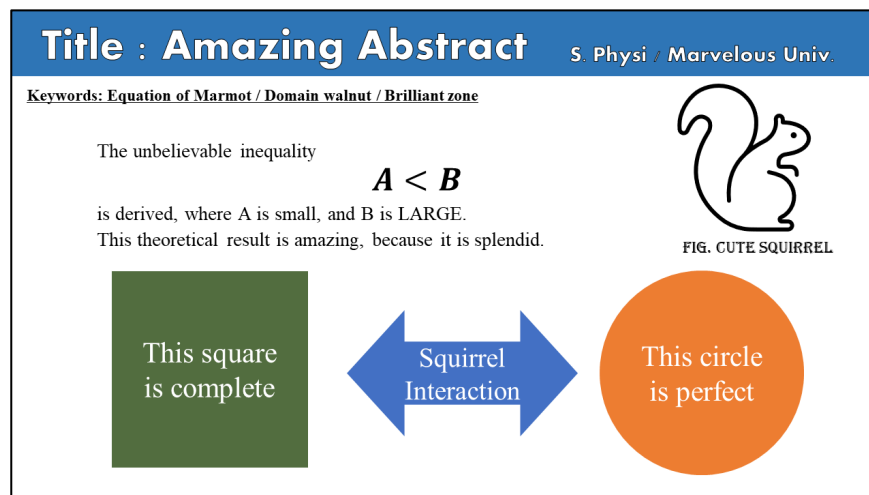 Title : Amazing Abstract S. Physi / Marvelous Univ.
Keywords: Equation of Marmot / Domain walnut / Brilliant zone
The unbelievable inequality
A < B
is derived, where A is small, and B is LARGE.
This theoretical result is amazing, because it is splendid.
FIG. CUTE SQUIRREL
This square
is complete
Squirrel
Interaction
This circle
is perfect